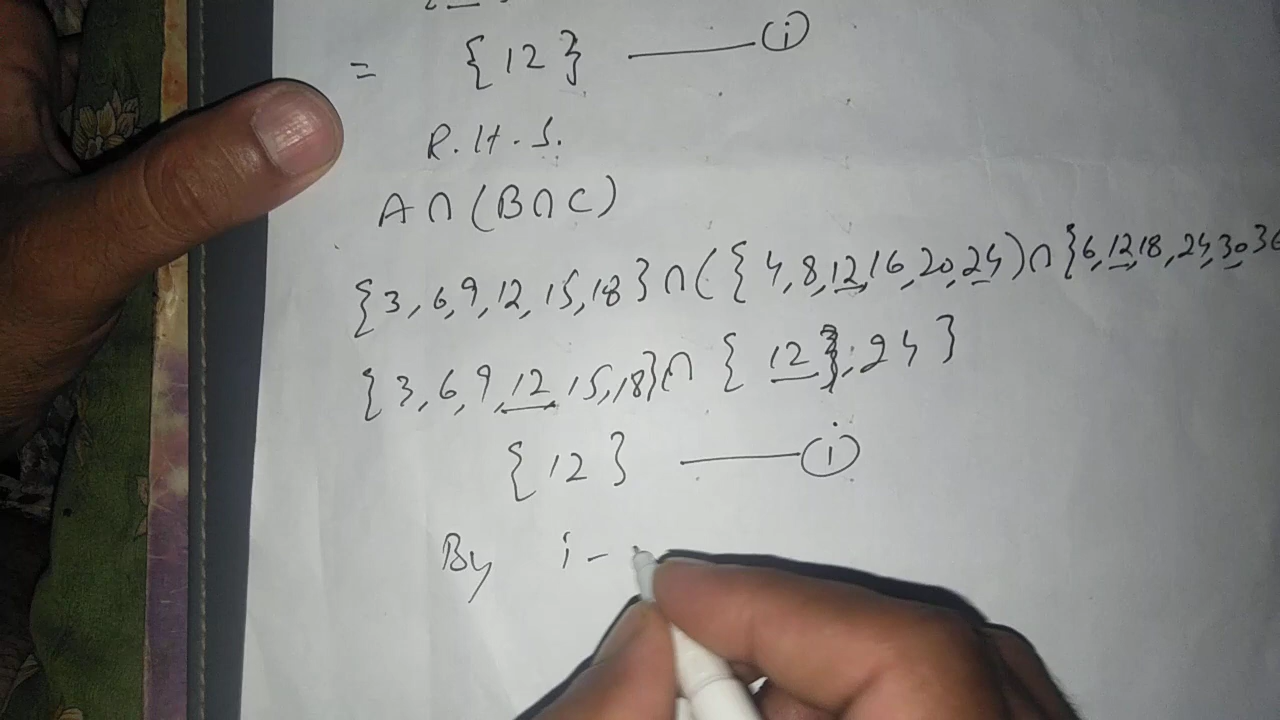 = {12} ——— i
R.H.S.
A∩(B∩C)
{3,6,9,12,15,18}∩({4,8,12,16,20,24)∩{6,12,18,24,30,36
{3,6,9,12,15,18}∩{12,24}
{12} ——— i
By i -